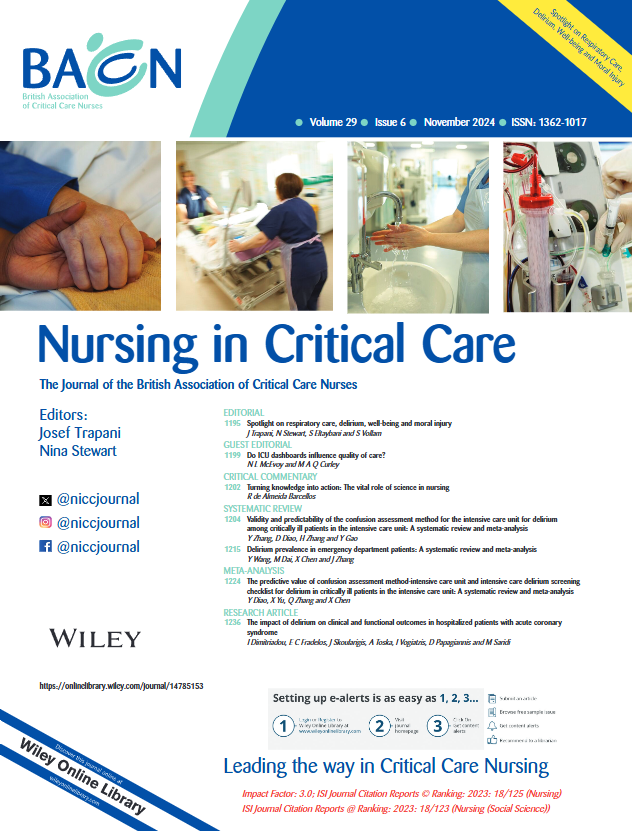 BACN
British Association
of Critical Care Nurses
Spotlight on Respiratory Care,
Delirium, Well-being and Moral Injury
Volume 29 ● Issue 6 ● November 2024 ● ISSN: 1362-1017
Nursing in Critical Care
The Journal of the British Association of Critical Care Nurses
Editors:
Josef Trapani
Nina Stewart
@niccjournal
@niccjournal
@niccjournal
WILEY
https://onlinelibrary.wiley.com/journal/14785153
EDITORIAL
1195 Spotlight on respiratory care, delirium, well-being and moral injury
J Trapani, N Stewart, S Eltaybani and S Vollam
GUEST EDITORIAL
1199 Do ICU dashboards influence quality of care?
N L McEvoy and M A Q Curley
CRITICAL COMMENTARY
1202 Turning knowledge into action: The vital role of science in nursing
R de Almeida Barcellos
SYSTEMATIC REVIEW
1204 Validity and predictability of the confusion assessment method for the intensive care unit for delirium
among critically ill patients in the intensive care unit: A systematic review and meta-analysis
Y Zhang, D Diao, H Zhang and Y Gao
1215 Delirium prevalence in emergency department patients: A systematic review and meta-analysis
Y Wang, M Dai, X Chen and J Zhang
META-ANALYSIS
1224 The predictive value of confusion assessment method-intensive care unit and intensive care delirium screening
checklist for delirium in critically ill patients in the intensive care unit: A systematic review and meta-analysis
Y Diao, X Yu, Q Zhang and X Chen
RESEARCH ARTICLE
1236 The impact of delirium on clinical and functional outcomes in hospitalized patients with acute coronary
syndrome
I Dimitriadou, E C Fradelos, J Skoularigis, A Toska, I Vogiatzis, D Papagiannis and M Saridi
Setting up e-alerts is as easy as 1, 2, 3...
1 Login or Register to
Wiley Online Library at
www.wileyonlinelibrary.com
2 Visit
journal
homepage
3 Click On
get content
alerts
Submit an article
Browse free sample issue
Get content alerts
Recommend to a librarian
Discover this journal online at
Wiley Online Library
wileyonlinelibrary.com
Leading the way in Critical Care Nursing
Impact Factor: 3.0; ISI Journal Citation Reports © Ranking: 2023: 18/125 (Nursing)
ISI Journal Citation Reports @ Ranking: 2023: 18/123 (Nursing (Social Science))